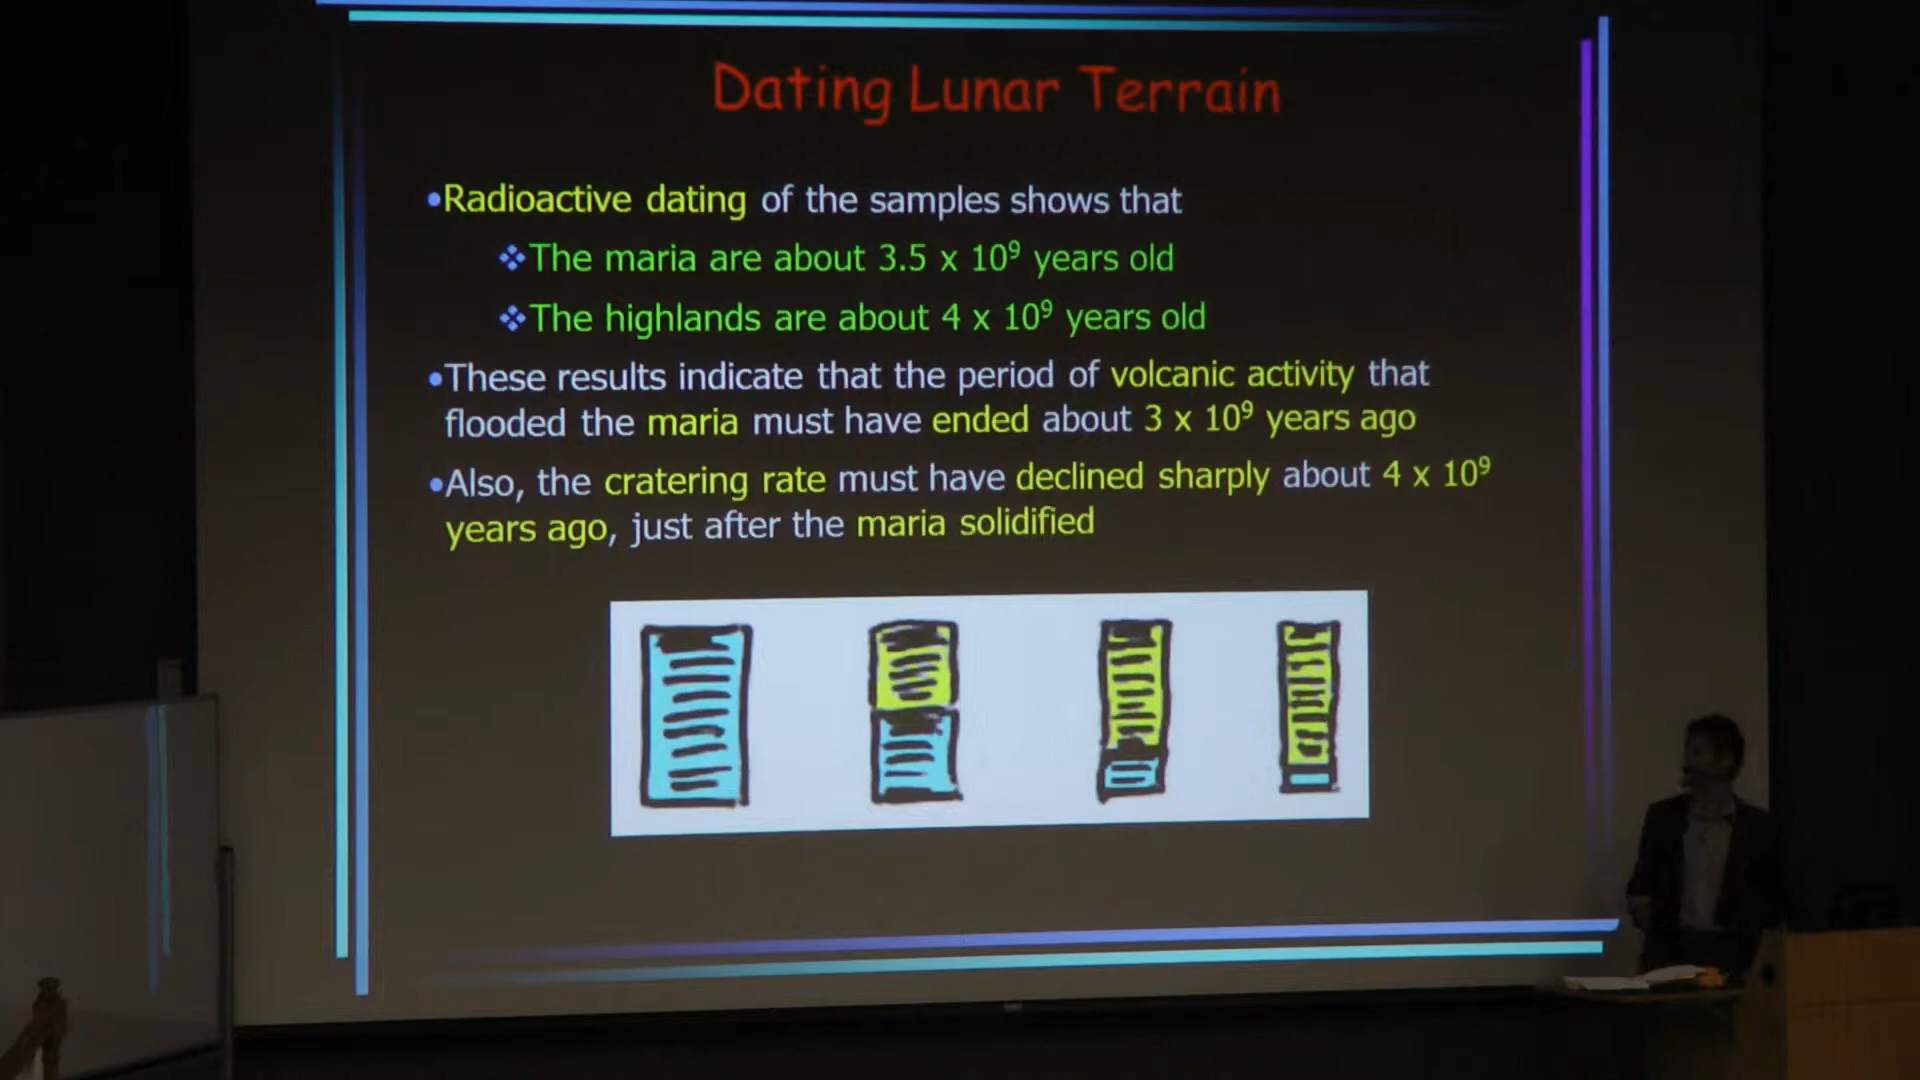 Dating Lunar Terrain
•Radioactive dating of the samples shows that
❖The maria are about 3.5 x 10⁹ years old
❖The highlands are about 4 x 10⁹ years old
•These results indicate that the period of volcanic activity that
flooded the maria must have ended about 3 x 10⁹ years ago
•Also, the cratering rate must have declined sharply about 4 x 10⁹
years ago, just after the maria solidified